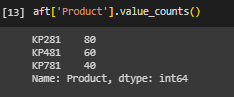 [13] aft['Product'].value_counts()
KP281 80
KP481 60
KP781 40
Name: Product, dtype: int64